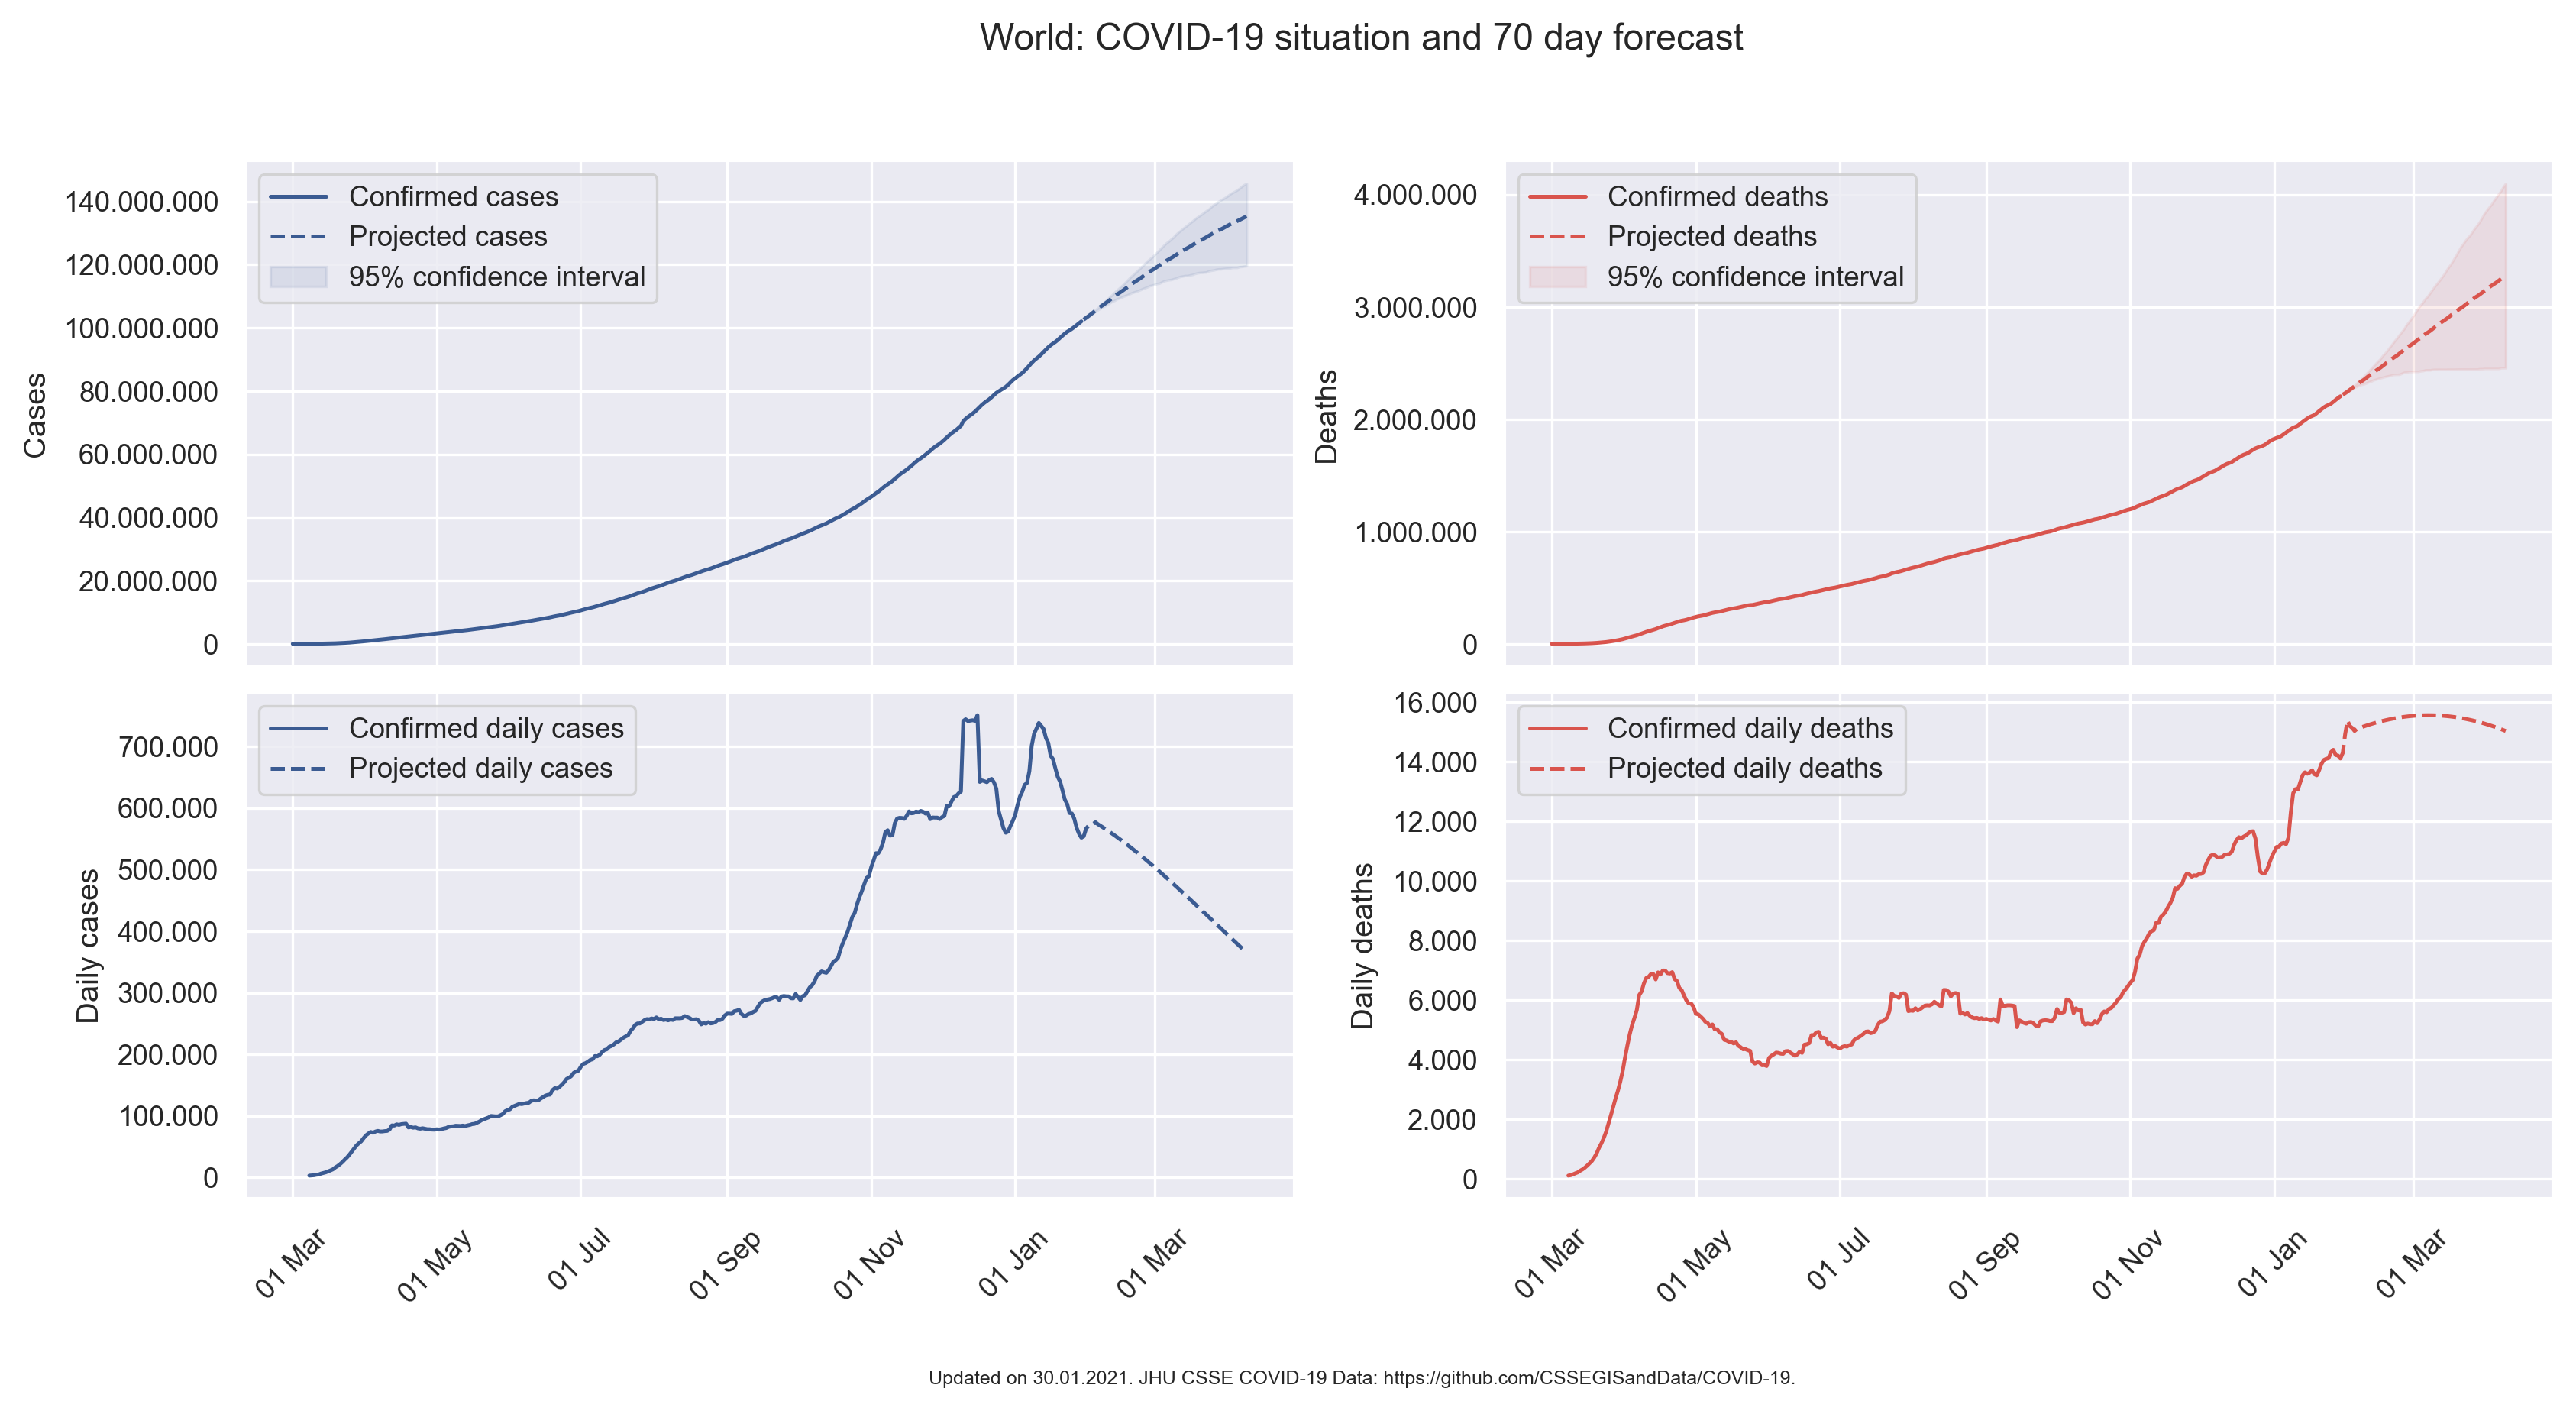 World: COVID-19 situation and 70 day forecast
Cases
140.000.000
120.000.000
100.000.000
80.000.000
60.000.000
40.000.000
20.000.000
0
Confirmed cases
Projected cases
95% confidence interval
Deaths
4.000.000
3.000.000
2.000.000
1.000.000
0
Confirmed deaths
Projected deaths
95% confidence interval
Daily cases
700.000
600.000
500.000
400.000
300.000
200.000
100.000
0
Confirmed daily cases
Projected daily cases
01 Mar
01 May
01 Jul
01 Sep
01 Nov
01 Jan
01 Mar
Daily deaths
16.000
14.000
12.000
10.000
8.000
6.000
4.000
2.000
0
Confirmed daily deaths
Projected daily deaths
01 Mar
01 May
01 Jul
01 Sep
01 Nov
01 Jan
01 Mar
Updated on 30.01.2021. JHU CSSE COVID-19 Data: https://github.com/CSSEGISandData/COVID-19.